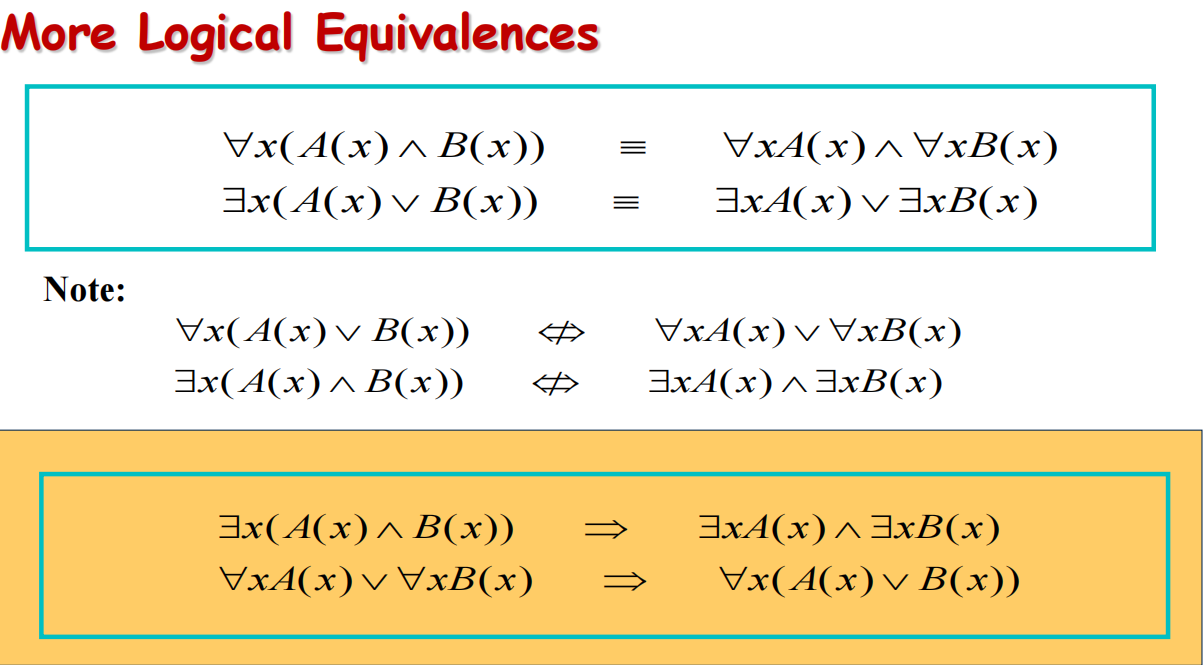 More Logical Equivalences
∀x(A(x) ∧ B(x)) ≡ ∀xA(x) ∧ ∀xB(x)
∃x(A(x) ∨ B(x)) ≡ ∃xA(x) ∨ ∃xB(x)
Note:
∀x(A(x) ∨ B(x)) ⇎ ∀xA(x) ∨ ∀xB(x)
∃x(A(x) ∧ B(x)) ⇎ ∃xA(x) ∧ ∃xB(x)
∃x(A(x) ∧ B(x)) ⇒ ∃xA(x) ∧ ∃xB(x)
∀xA(x) ∨ ∀xB(x) ⇒ ∀x(A(x) ∨ B(x))